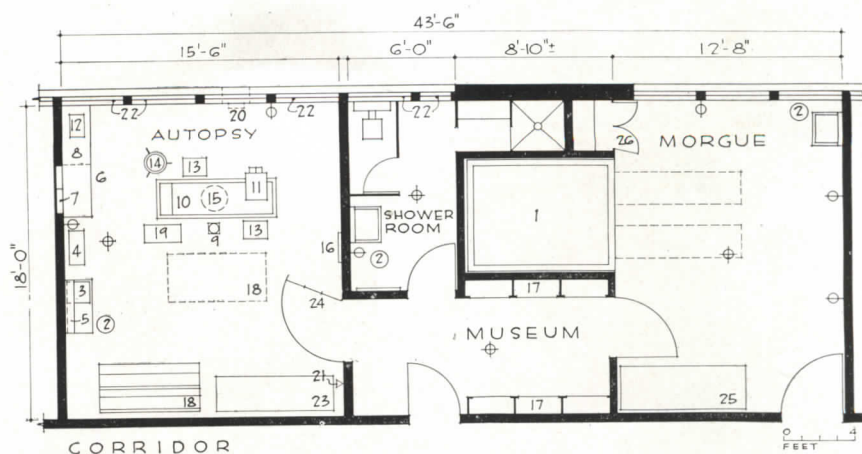 43'-6"
15'-6" 6'-0" 8'-10"± 12'-8"
22 20 22 22
12 AUTOPSY 2
8 14 13 26 MORGUE
6 11
7 10 15 1
19 9 13 SHOWER
ROOM
4 16 2
18'-0"
3 18 24 17
5 2 MUSEUM
21
18 23 17 25
CORRIDOR
0 4
FEET